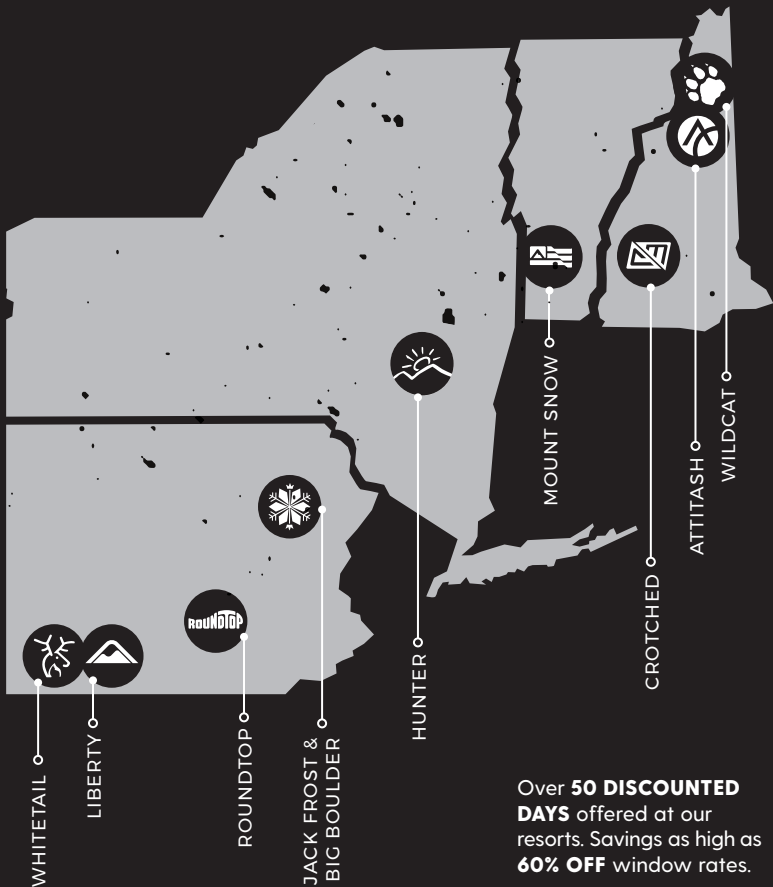 WILDCAT
MOUNT SNOW
ATTITASH
CROTCHED
ROUNDTOP
HUNTER
WHITETAIL
LIBERTY
ROUNDTOP
JACK FROST &
BIG BOULDER
Over 50 DISCOUNTED
DAYS offered at our
resorts. Savings as high as
60% OFF window rates.